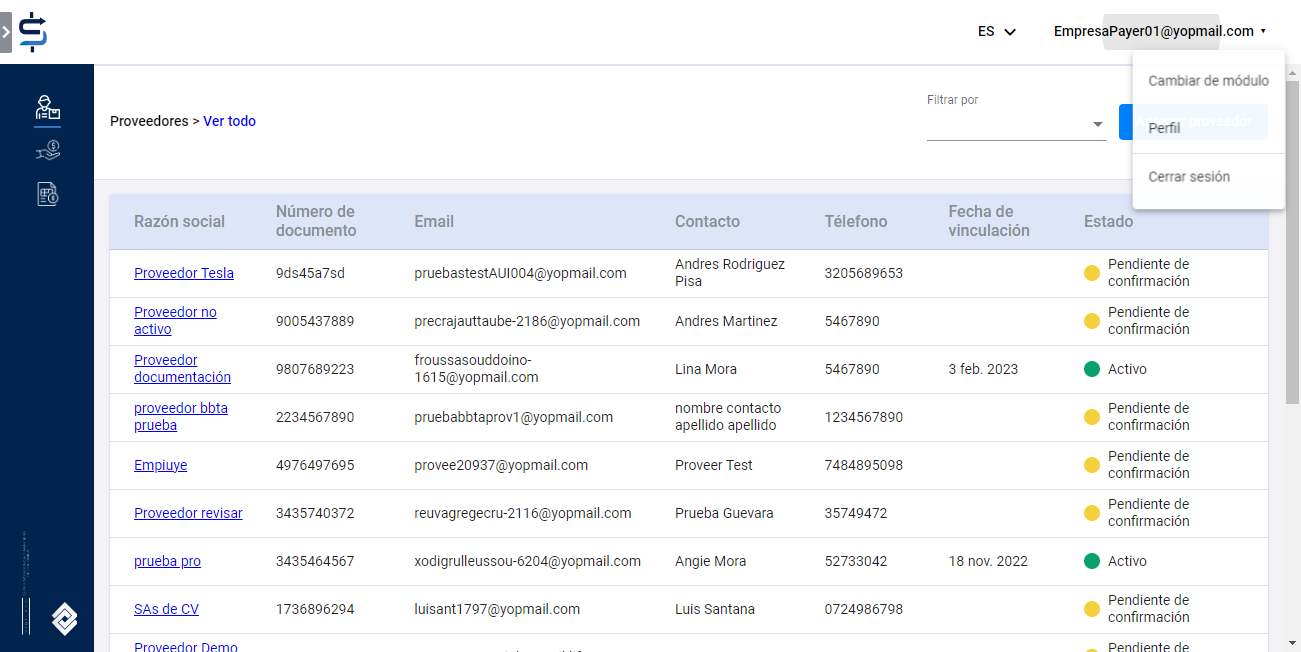 ES
EmpresaPayer01@yopmail.com
Cambiar de módulo
Perfil
Cerrar sesión
Proveedores > Ver todo
Filtrar por
proveedor
Razón social
Número de
documento
Email
Contacto
Télefono
Fecha de
vinculación
Estado
Proveedor Tesla
9ds45a7sd
pruebastestAUI004@yopmail.com
Andres Rodriguez
Pisa
3205689653
Pendiente de
confirmación
Proveedor no
activo
9005437889
precrajauttaube-2186@yopmail.com
Andres Martinez
5467890
Pendiente de
confirmación
Proveedor
documentación
9807689223
froussasouddoino-
1615@yopmail.com
Lina Mora
5467890
3 feb. 2023
Activo
proveedor bbta
prueba
2234567890
pruebabbtaprov1@yopmail.com
nombre contacto
apellido apellido
1234567890
Pendiente de
confirmación
Empiuye
4976497695
provee20937@yopmail.com
Proveer Test
7484895098
Pendiente de
confirmación
Proveedor revisar
3435740372
reuvagregecru-2116@yopmail.com
Prueba Guevara
35749472
Pendiente de
confirmación
prueba pro
3435464567
xodigrulleussou-6204@yopmail.com
Angie Mora
52733042
18 nov. 2022
Activo
SAs de CV
1736896294
luisant1797@yopmail.com
Luis Santana
0724986798
Pendiente de
confirmación
Proveedor Demo
Pendiente de